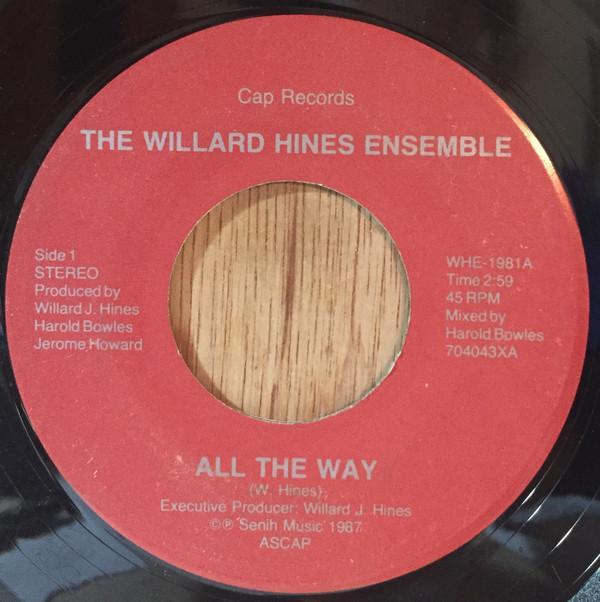 Cap Records
THE WILLARD HINES ENSEMBLE
Side 1
STEREO
Produced by
Willard J. Hines
Harold Bowles
Jerome Howard
WHE-1981A
Time 2:59
45 RPM
Mixed by
Harold Bowles
704043XA
ALL THE WAY
(W. Hines)
Executive Producer: Willard J. Hines
©℗ Senih Music 1987
ASCAP